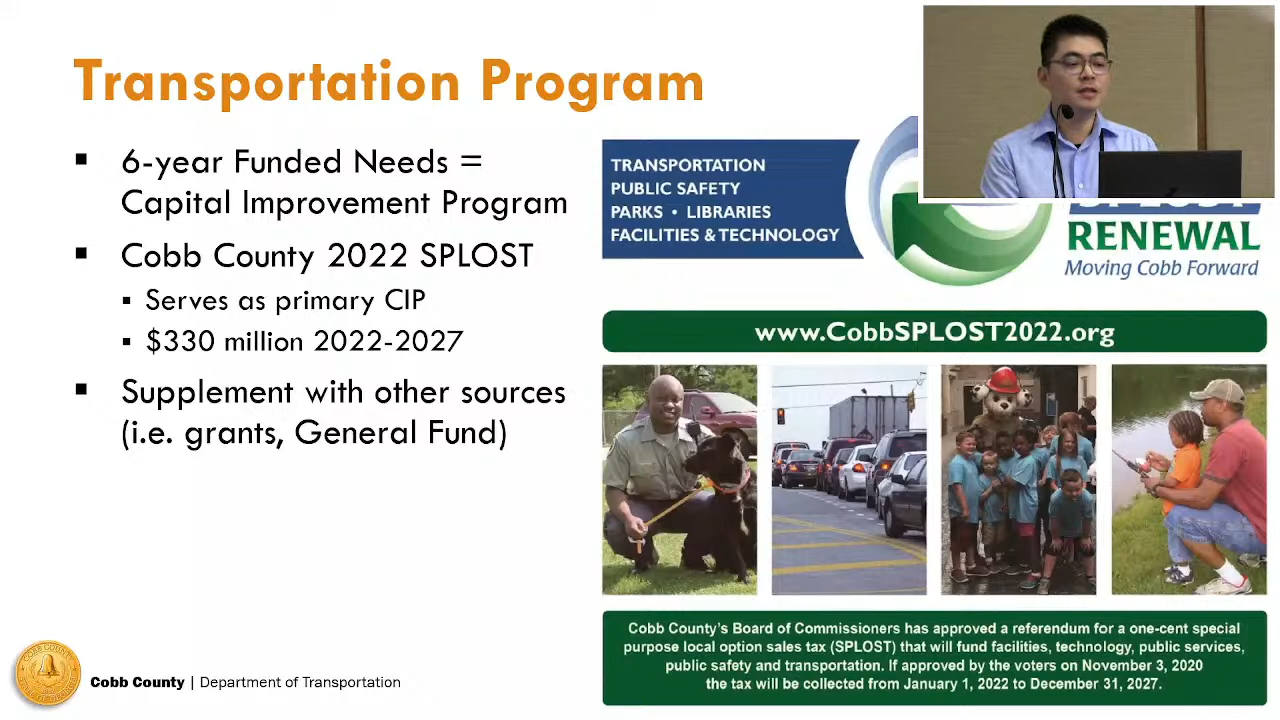 Transportation Program
▪ 6-year Funded Needs =
Capital Improvement Program
▪ Cobb County 2022 SPLOST
▪ Serves as primary CIP
▪ $330 million 2022-2027
▪ Supplement with other sources
(i.e. grants, General Fund)
TRANSPORTATION
PUBLIC SAFETY
PARKS • LIBRARIES
FACILITIES & TECHNOLOGY
RENEWAL
Moving Cobb Forward
www.CobbSPLOST2022.org
Cobb County's Board of Commissioners has approved a referendum for a one-cent special
purpose local option sales tax (SPLOST) that will fund facilities, technology, public services,
public safety and transportation. If approved by the voters on November 3, 2020
the tax will be collected from January 1, 2022 to December 31, 2027.
COBB COUNTY
Cobb County | Department of Transportation